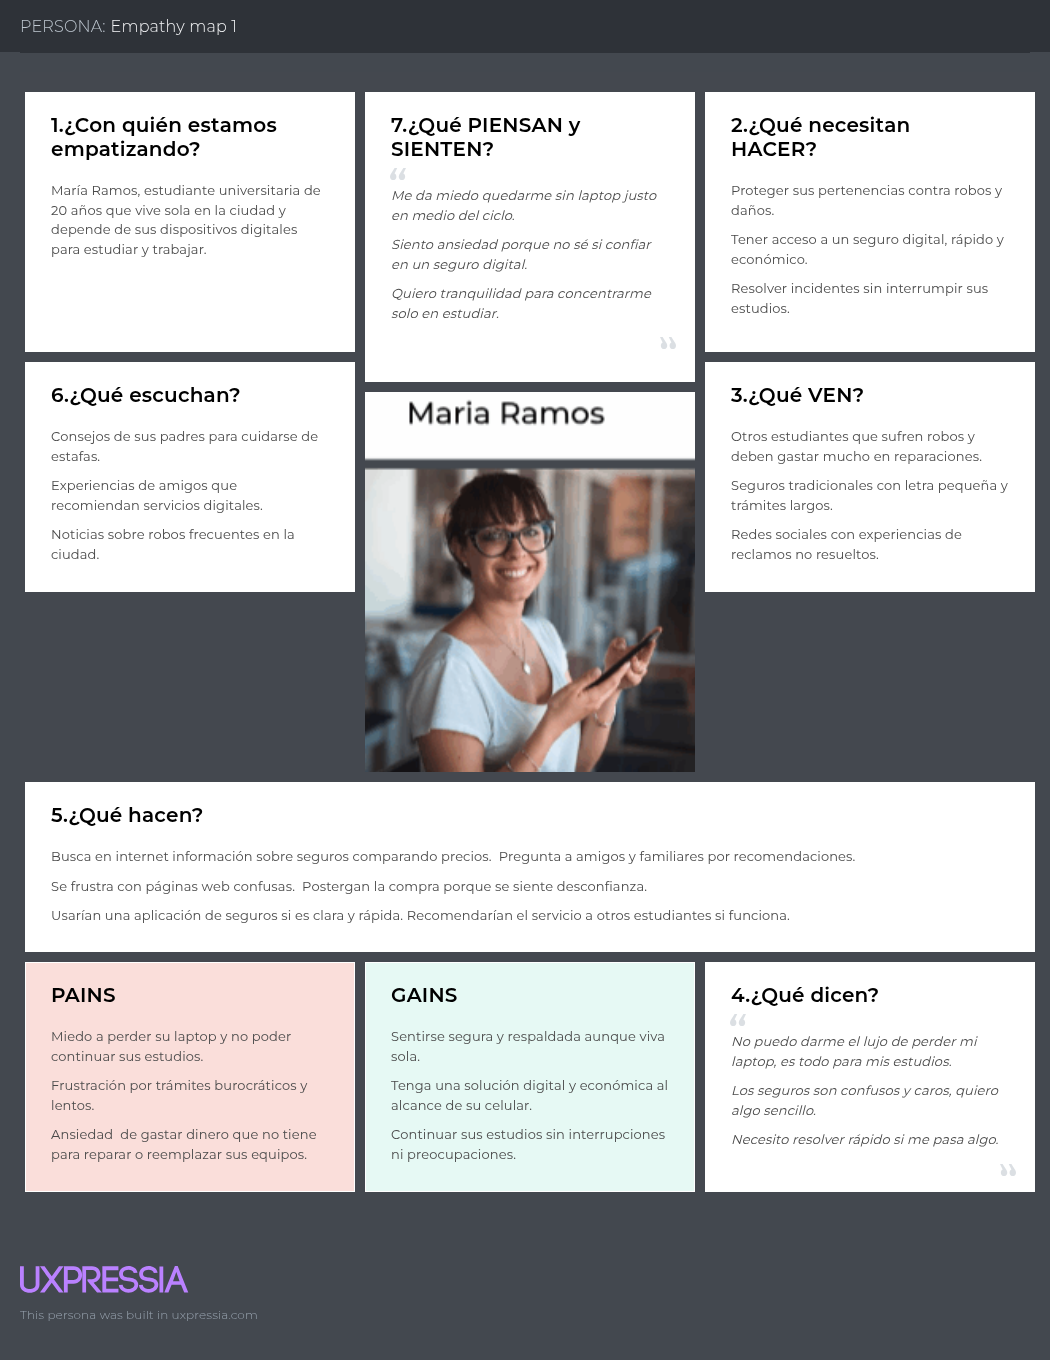 PERSONA: Empathy map 1
1.¿Con quién estamos
empatizando?
María Ramos, estudiante universitaria de
20 años que vive sola en la ciudad y
depende de sus dispositivos digitales
para estudiar y trabajar.
7.¿Qué PIENSAN y
SIENTEN?
“
Me da miedo quedarme sin laptop justo
en medio del ciclo.
Siento ansiedad porque no sé si confiar
en un seguro digital.
Quiero tranquilidad para concentrarme
solo en estudiar.
”
2.¿Qué necesitan
HACER?
Proteger sus pertenencias contra robos y
daños.
Tener acceso a un seguro digital, rápido y
económico.
Resolver incidentes sin interrumpir sus
estudios.
6.¿Qué escuchan?
Consejos de sus padres para cuidarse de
estafas.
Experiencias de amigos que
recomiendan servicios digitales.
Noticias sobre robos frecuentes en la
ciudad.
Maria Ramos
3.¿Qué VEN?
Otros estudiantes que sufren robos y
deben gastar mucho en reparaciones.
Seguros tradicionales con letra pequeña y
trámites largos.
Redes sociales con experiencias de
reclamos no resueltos.
5.¿Qué hacen?
Busca en internet información sobre seguros comparando precios.  Pregunta a amigos y familiares por recomendaciones.
Se frustra con páginas web confusas.  Postergan la compra porque se siente desconfianza.
Usarían una aplicación de seguros si es clara y rápida. Recomendarían el servicio a otros estudiantes si funciona.
PAINS
Miedo a perder su laptop y no poder
continuar sus estudios.
Frustración por trámites burocráticos y
lentos.
Ansiedad  de gastar dinero que no tiene
para reparar o reemplazar sus equipos.
GAINS
Sentirse segura y respaldada aunque viva
sola.
Tenga una solución digital y económica al
alcance de su celular.
Continuar sus estudios sin interrupciones
ni preocupaciones.
4.¿Qué dicen?
“
No puedo darme el lujo de perder mi
laptop, es todo para mis estudios.
Los seguros son confusos y caros, quiero
algo sencillo.
Necesito resolver rápido si me pasa algo.
”
UXPRESSIA
This persona was built in uxpressia.com